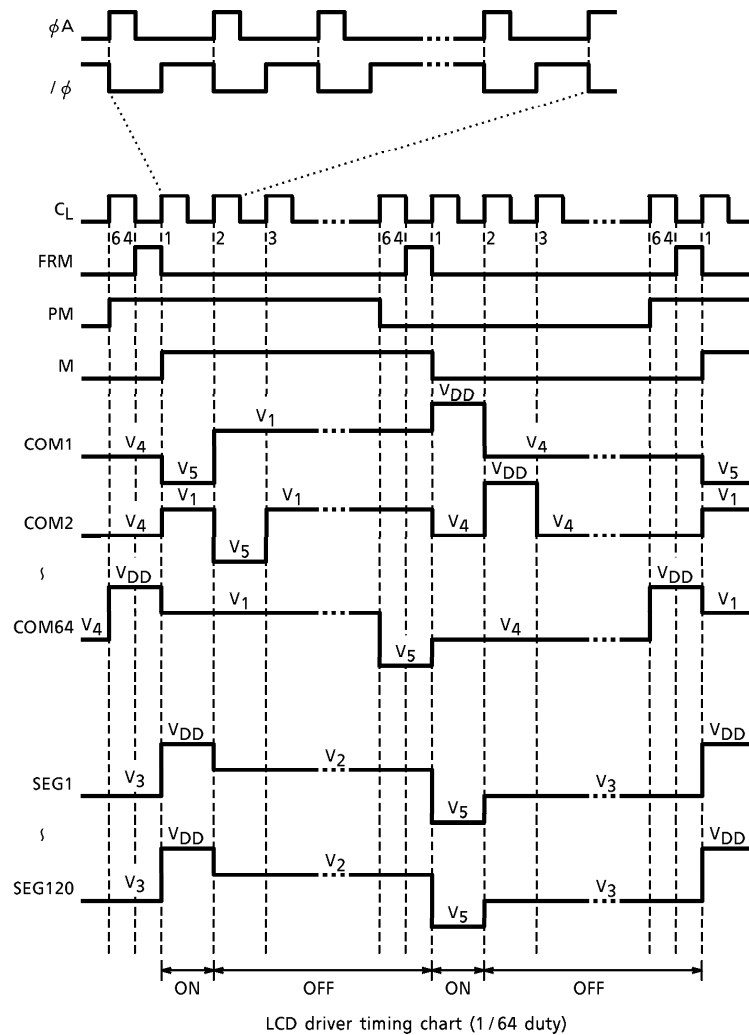 φA
/φ
CL
64 1 2 3 64 1 2 3 64 1
FRM
PM
M
VDD
V1
COM1 V4 V4
V5 VDD V5
V1 V1 V1
COM2 V4 V4 V4
V5
VDD VDD
V4 V1 V4 V1
COM64
V5
VDD VDD
V2
SEG1 V3 V3
V5
VDD VDD
V2
SEG120 V3 V3
V5
ON OFF ON OFF
LCD driver timing chart (1/64 duty)